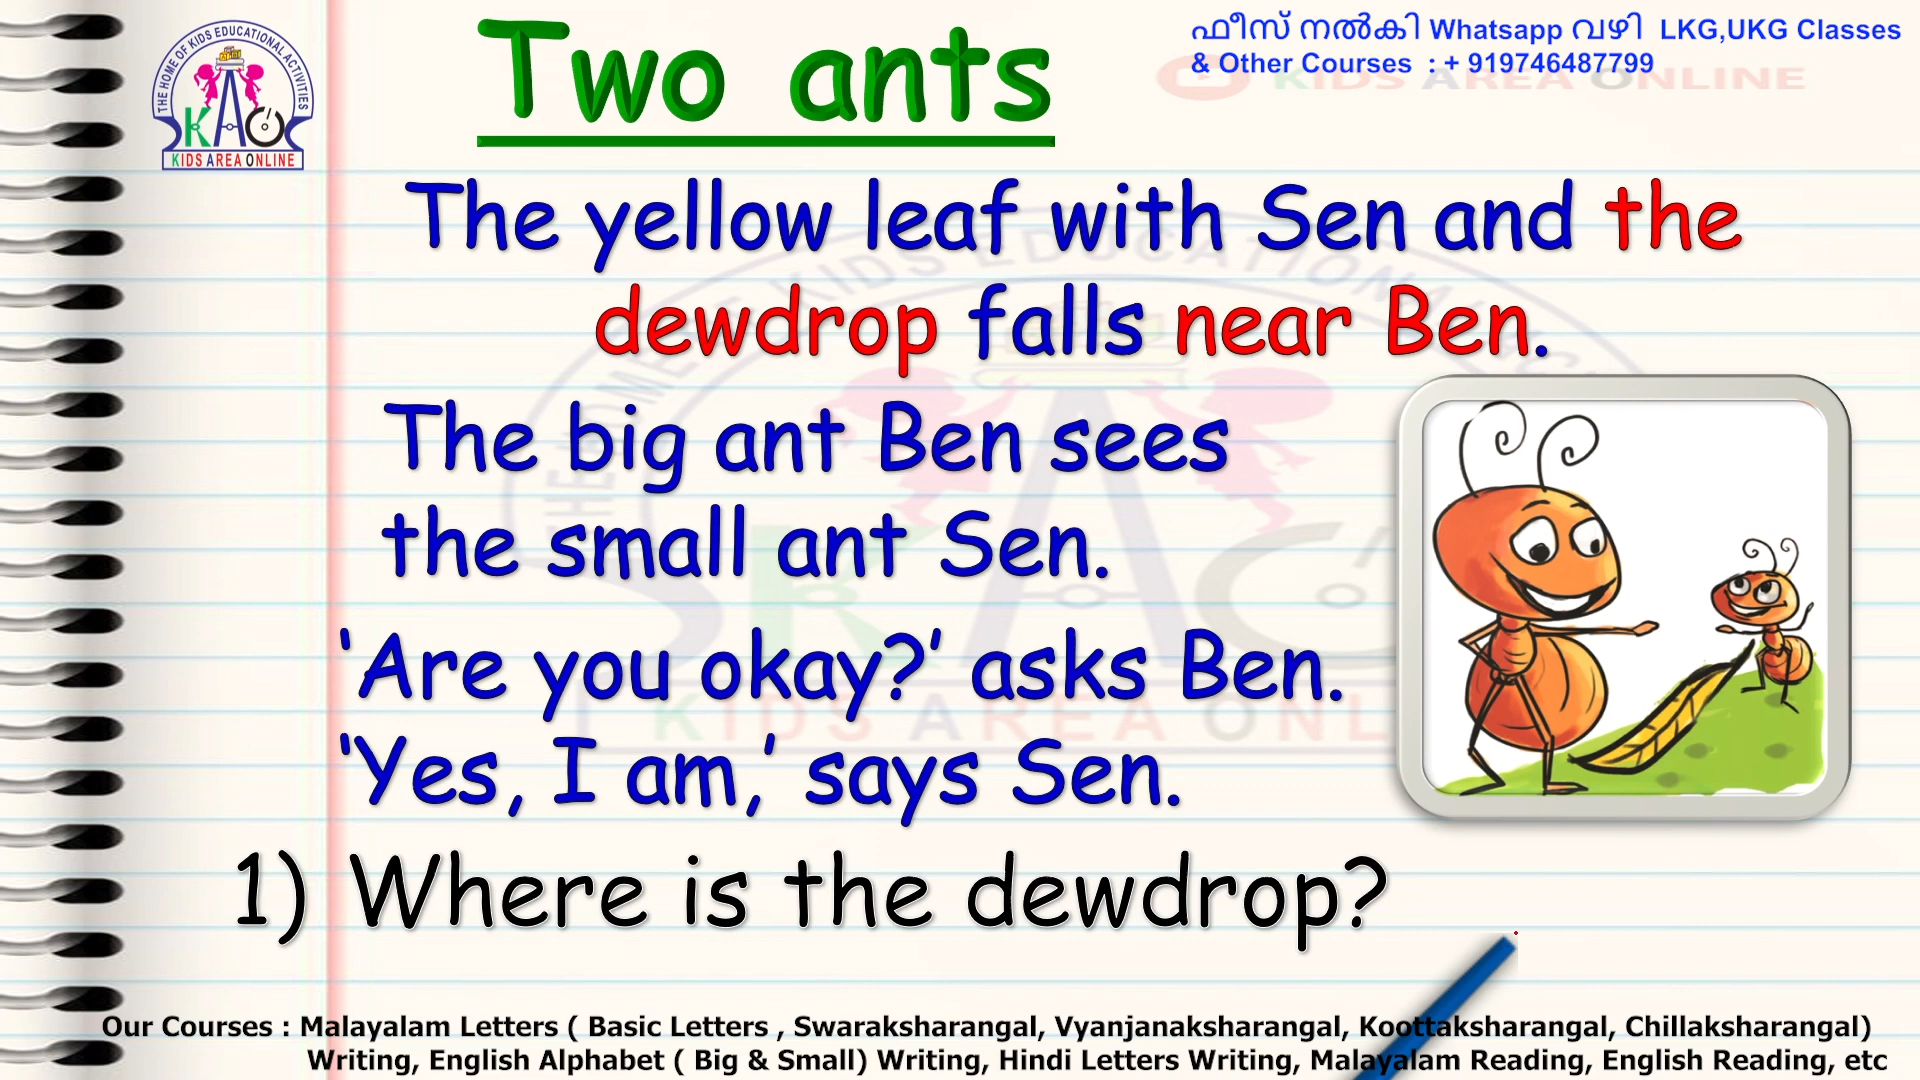 THE HOME OF KIDS EDUCATIONAL ACTIVITIES
KAO
KIDS AREA ONLINE
Two ants
ഫീസ് നൽകി Whatsapp വഴി LKG,UKG Classes
& Other Courses : + 919746487799
KIDS AREA ONLINE
The yellow leaf with Sen and the
dewdrop falls near Ben.
The big ant Ben sees
the small ant Sen.
‘Are you okay?’ asks Ben.
‘Yes, I am,’ says Sen.
1) Where is the dewdrop?
Our Courses : Malayalam Letters ( Basic Letters , Swaraksharangal, Vyanjanaksharangal, Koottaksharangal, Chillaksharangal)
Writing, English Alphabet ( Big & Small) Writing, Hindi Letters Writing, Malayalam Reading, English Reading, etc